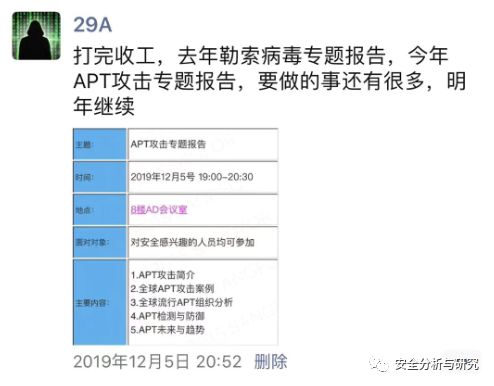 29A
打完收工，去年勒索病毒专题报告，今年
APT攻击专题报告，要做的事还有很多，明
年继续
主题： APT攻击专题报告
时间： 2019年12月5号 19:00~20:30
地点： 8楼AD会议室
面对对象： 对安全感兴趣的人员均可参加
主要内容：
1.APT攻击简介
2.全球APT攻击案例
3.全球流行APT组织分析
4.APT检测与防御
5.APT未来与趋势
2019年12月5日 20:52 删除
安全分析与研究